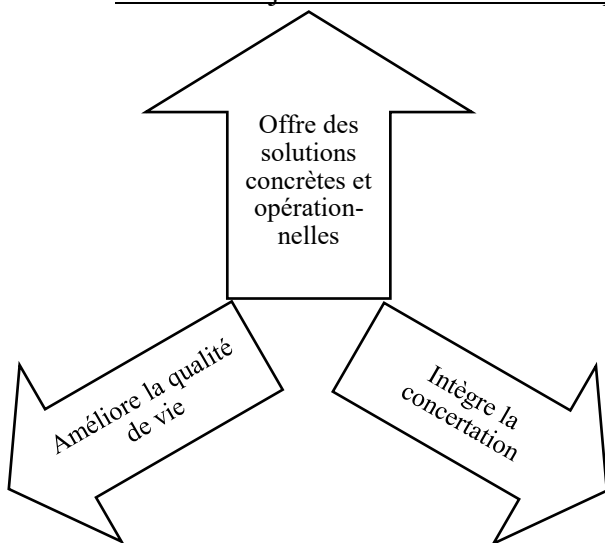 Offre des
solutions
concrètes et
opération-
nelles
Améliore la qualité
de vie
Intègre la
concertation